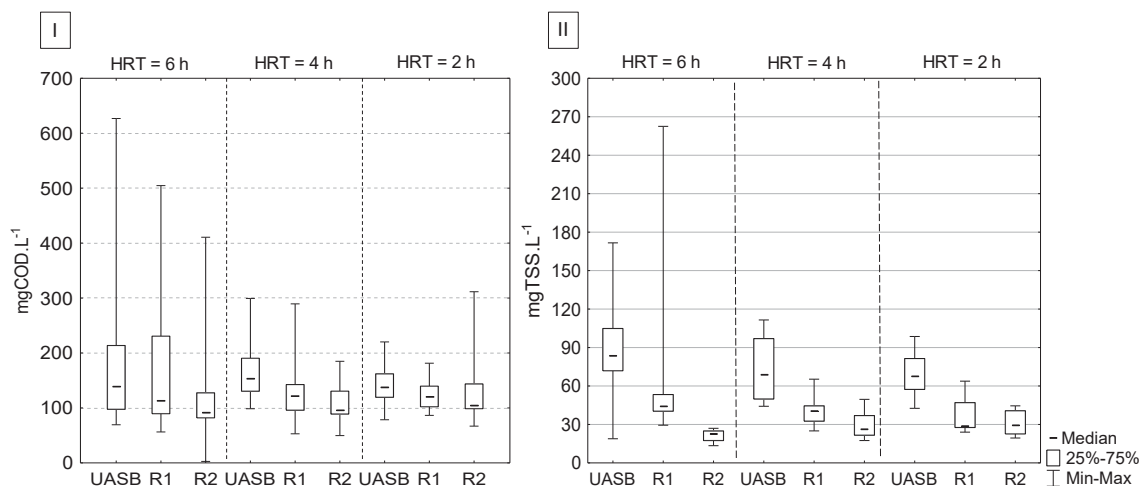 I
HRT = 6 h HRT = 4 h HRT = 2 h
700
600
500
400
300
200
100
0
mgCOD.L⁻¹
UASB R1 R2 UASB R1 R2 UASB R1 R2
II
HRT = 6 h HRT = 4 h HRT = 2 h
300
270
240
210
180
150
120
90
60
30
0
mgTSS.L⁻¹
UASB R1 R2 UASB R1 R2 UASB R1 R2
Median
25%-75%
Min-Max